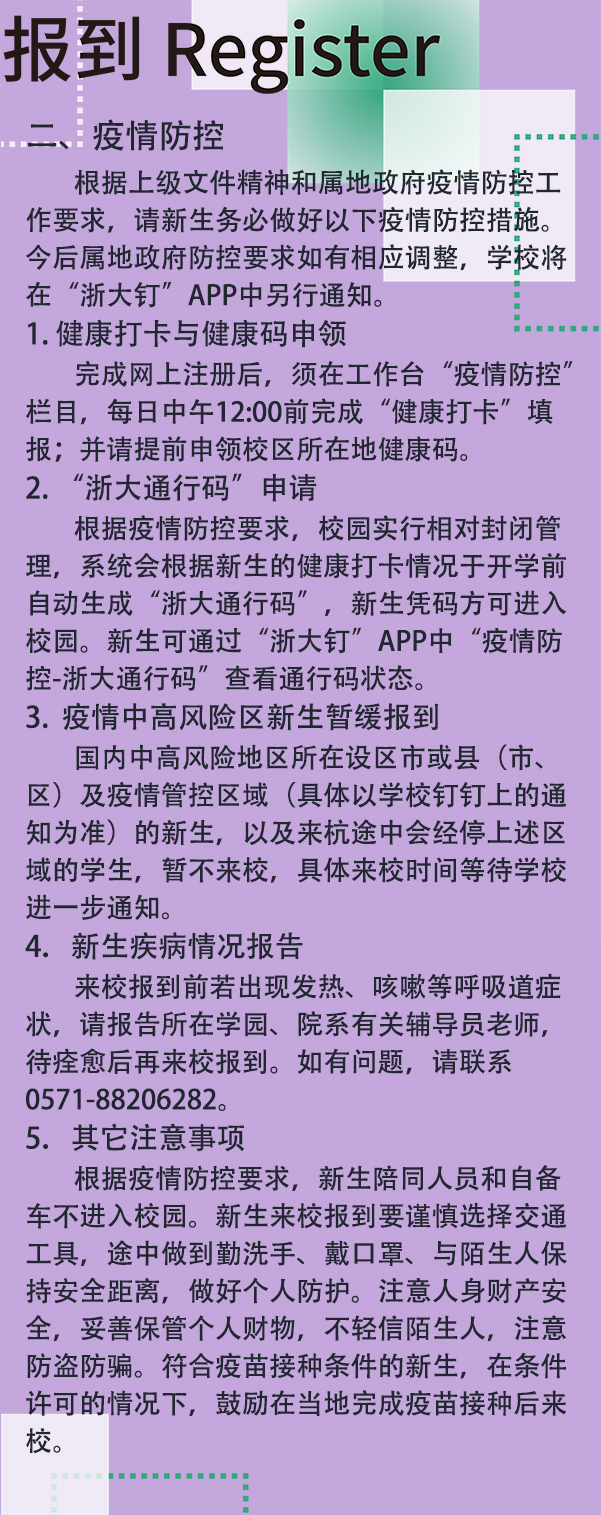 报到 Register
二、疫情防控
根据上级文件精神和属地政府疫情防控工
作要求，请新生务必做好以下疫情防控措施。
今后属地政府防控要求如有相应调整，学校将
在“浙大钉”APP中另行通知。
1. 健康打卡与健康码申领
完成网上注册后，须在工作台“疫情防控”
栏目，每日中午12:00前完成“健康打卡”填
报；并请提前申领校区所在地健康码。
2. “浙大通行码”申请
根据疫情防控要求，校园实行相对封闭管
理，系统会根据新生的健康打卡情况于开学前
自动生成“浙大通行码”，新生凭码方可进入
校园。新生可通过“浙大钉”APP中“疫情防
控-浙大通行码”查看通行码状态。
3. 疫情中高风险区新生暂缓报到
国内中高风险地区所在设区市或县（市、
区）及疫情管控区域（具体以学校钉钉上的通
知为准）的新生，以及来杭途中会经停上述区
域的学生，暂不来校，具体来校时间等待学校
进一步通知。
4. 新生疾病情况报告
来校报到前若出现发热、咳嗽等呼吸道症
状，请报告所在学园、院系有关辅导员老师，
待痊愈后再来校报到。如有问题，请联系
0571-88206282。
5. 其它注意事项
根据疫情防控要求，新生陪同人员和自备
车不进入校园。新生来校报到要谨慎选择交通
工具，途中做到勤洗手、戴口罩、与陌生人保
持安全距离，做好个人防护。注意人身财产安
全，妥善保管个人财物，不轻信陌生人，注意
防盗防骗。符合疫苗接种条件的新生，在条件
许可的情况下，鼓励在当地完成疫苗接种后来
校。